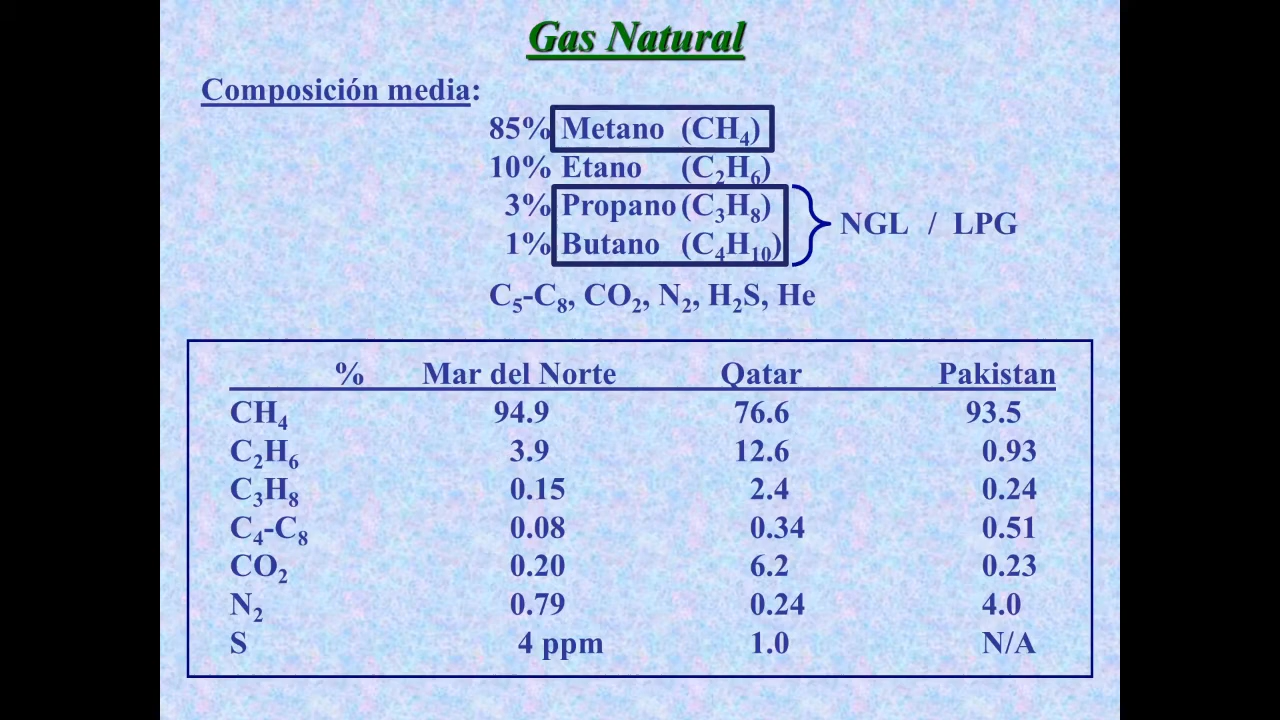 Gas Natural
Composición media:
85% Metano (CH₄)
10% Etano (C₂H₆)
3% Propano (C₃H₈)
1% Butano (C₄H₁₀)
NGL / LPG
C₅-C₈, CO₂, N₂, H₂S, He
% Mar del Norte Qatar Pakistan
CH₄ 94.9 76.6 93.5
C₂H₆ 3.9 12.6 0.93
C₃H₈ 0.15 2.4 0.24
C₄-C₈ 0.08 0.34 0.51
CO₂ 0.20 6.2 0.23
N₂ 0.79 0.24 4.0
S 4 ppm 1.0 N/A